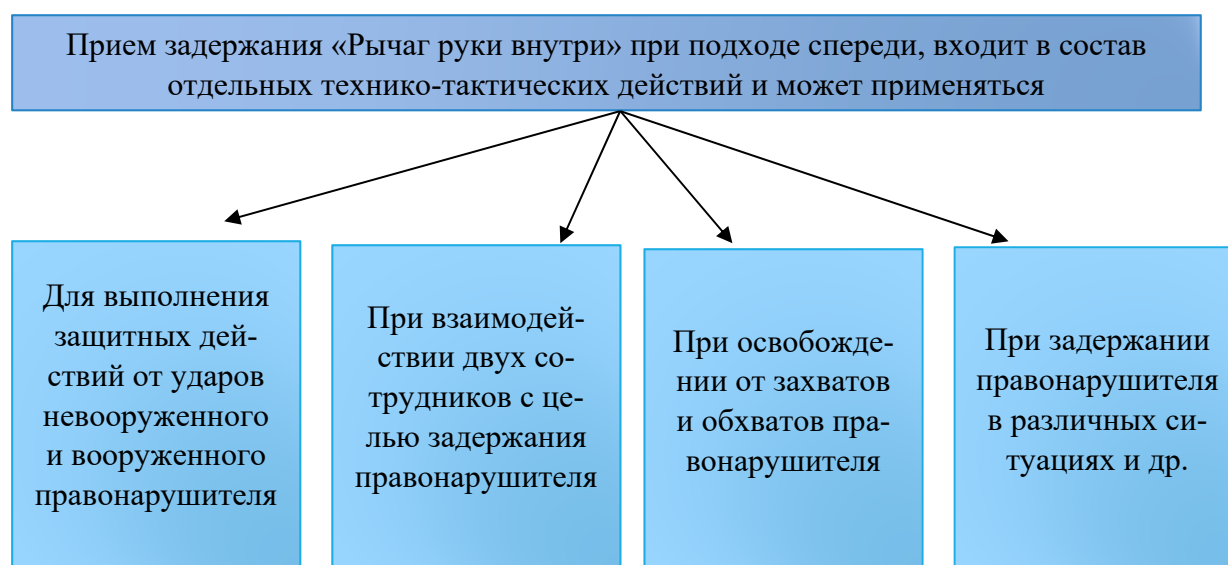 Прием задержания «Рычаг руки внутри» при подходе спереди, входит в состав
отдельных технико-тактических действий и может применяться
Для выполнения
защитных дей-
ствий от ударов
невооруженного
и вооруженного
правонарушителя
При взаимодей-
ствии двух со-
трудников с це-
лью задержания
правонарушителя
При освобожде-
нии от захватов
и обхватов пра-
вонарушителя
При задержании
правонарушителя
в различных си-
туациях и др.